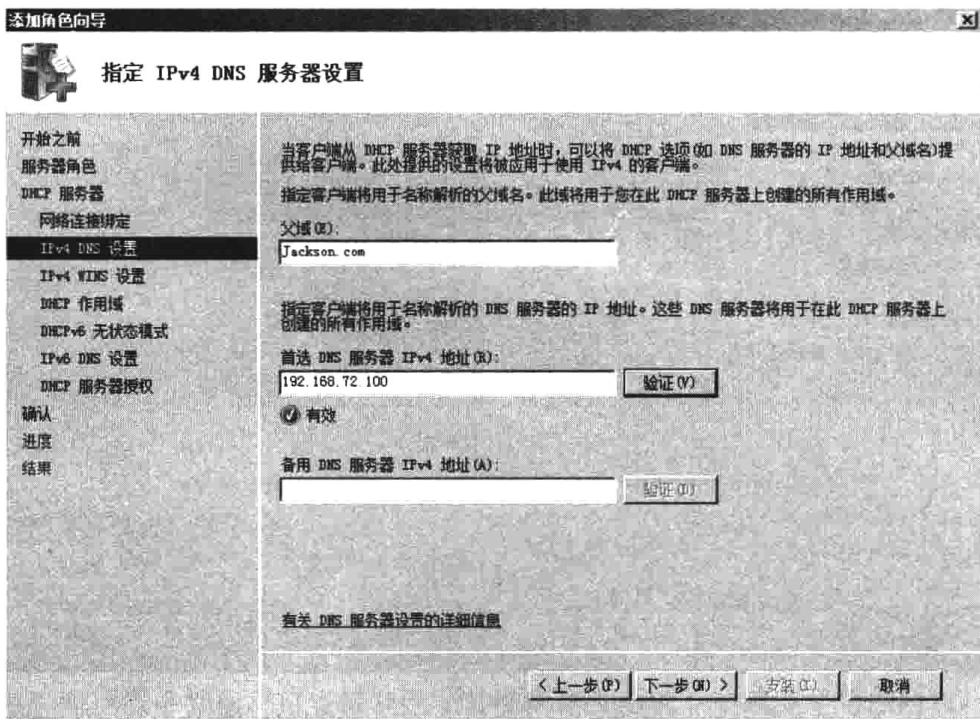 添加角色向导
指定 IPv4 DNS 服务器设置
开始之前
服务器角色
DHCP 服务器
网络连接绑定
IPv4 DNS 设置
IPv4 WINS 设置
DHCP 作用域
DHCPv6 无状态模式
IPv6 DNS 设置
DHCP 服务器授权
确认
进度
结果
当客户端从 DHCP 服务器获取 IP 地址时，可以将 DHCP 选项(如 DNS 服务器的 IP 地址和父域名)提
供给客户端。此处提供的设置将被应用于使用 IPv4 的客户端。
指定客户端将用于名称解析的父域名。此域将用于您在此 DHCP 服务器上创建的所有作用域。
父域(E):
Jackson.com
指定客户端将用于名称解析的 DNS 服务器的 IP 地址。这些 DNS 服务器将用于在此 DHCP 服务器上
创建的所有作用域。
首选 DNS 服务器 IPv4 地址(R):
192.168.72.100
验证(V)
有效
备用 DNS 服务器 IPv4 地址(A):
验证(D)
有关 DNS 服务器设置的详细信息
< 上一步(P)
下一步(N) >
安装(I)
取消